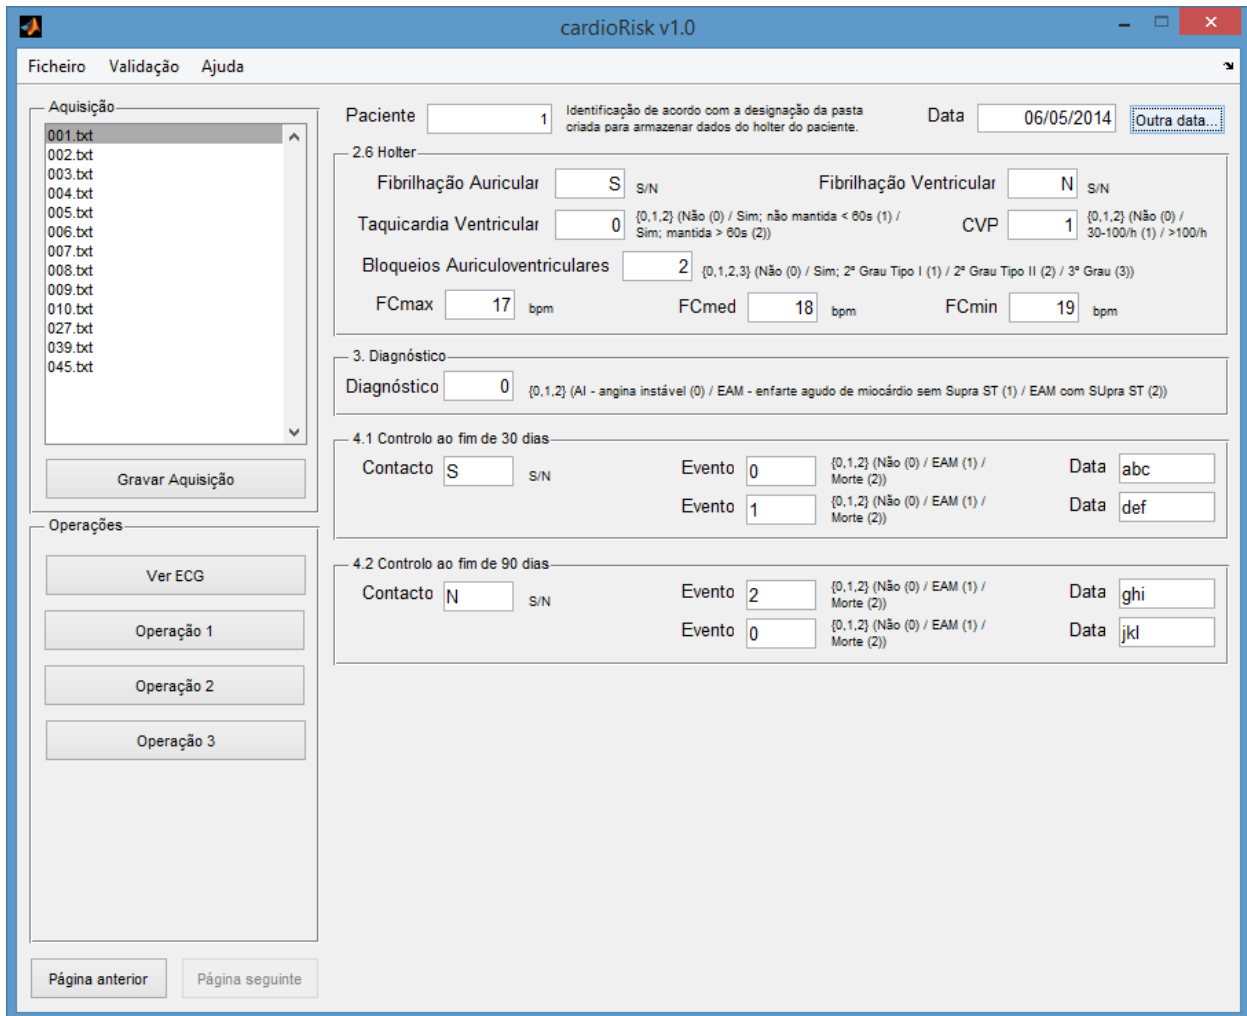 cardioRisk v1.0
Ficheiro Validação Ajuda
Aquisição
001.txt
002.txt
003.txt
004.txt
005.txt
006.txt
007.txt
008.txt
009.txt
010.txt
027.txt
039.txt
045.txt
Gravar Aquisição
Operações
Ver ECG
Operação 1
Operação 2
Operação 3
Página anterior Página seguinte
Paciente 1 Identificação de acordo com a designação da pasta
criada para armazenar dados do holter do paciente.
Data 06/05/2014 Outra data...
2.6 Holter
Fibrilhação Auricular S S/N Fibrilhação Ventricular N S/N
Taquicardia Ventricular 0 {0,1,2} (Não (0) / Sim; não mantida < 60s (1) /
Sim; mantida > 60s (2))
CVP 1 {0,1,2} (Não (0) /
30-100/h (1) / >100/h
Bloqueios Auriculoventriculares 2 {0,1,2,3} (Não (0) / Sim; 2º Grau Tipo I (1) / 2º Grau Tipo II (2) / 3º Grau (3))
FCmax 17 bpm FCmed 18 bpm FCmin 19 bpm
3. Diagnóstico
Diagnóstico 0 {0,1,2} (AI - angina instável (0) / EAM - enfarte agudo de miocárdio sem Supra ST (1) / EAM com SUpra ST (2))
4.1 Controlo ao fim de 30 dias
Contacto S S/N Evento 0 {0,1,2} (Não (0) / EAM (1) /
Morte (2))
Data abc
Evento 1 {0,1,2} (Não (0) / EAM (1) /
Morte (2))
Data def
4.2 Controlo ao fim de 90 dias
Contacto N S/N Evento 2 {0,1,2} (Não (0) / EAM (1) /
Morte (2))
Data ghi
Evento 0 {0,1,2} (Não (0) / EAM (1) /
Morte (2))
Data jkl